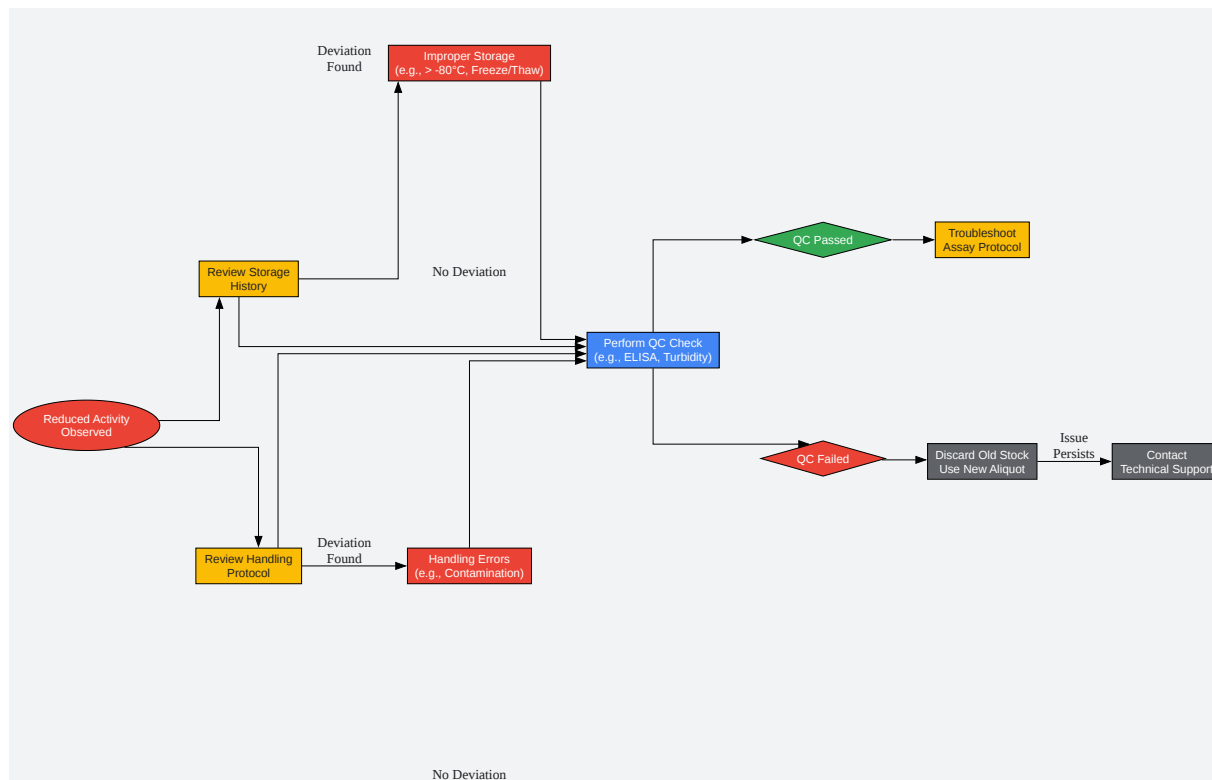 Deviation
Found
Improper Storage
(e.g., > -80°C, Freeze/Thaw)
QC Passed
Troubleshoot
Assay Protocol
Review Storage
History
No Deviation
Perform QC Check
(e.g., ELISA, Turbidity)
Reduced Activity
Observed
QC Failed
Discard Old Stock
Use New Aliquot
Issue
Persists
Contact
Technical Support
Review Handling
Protocol
Deviation
Found
Handling Errors
(e.g., Contamination)
No Deviation